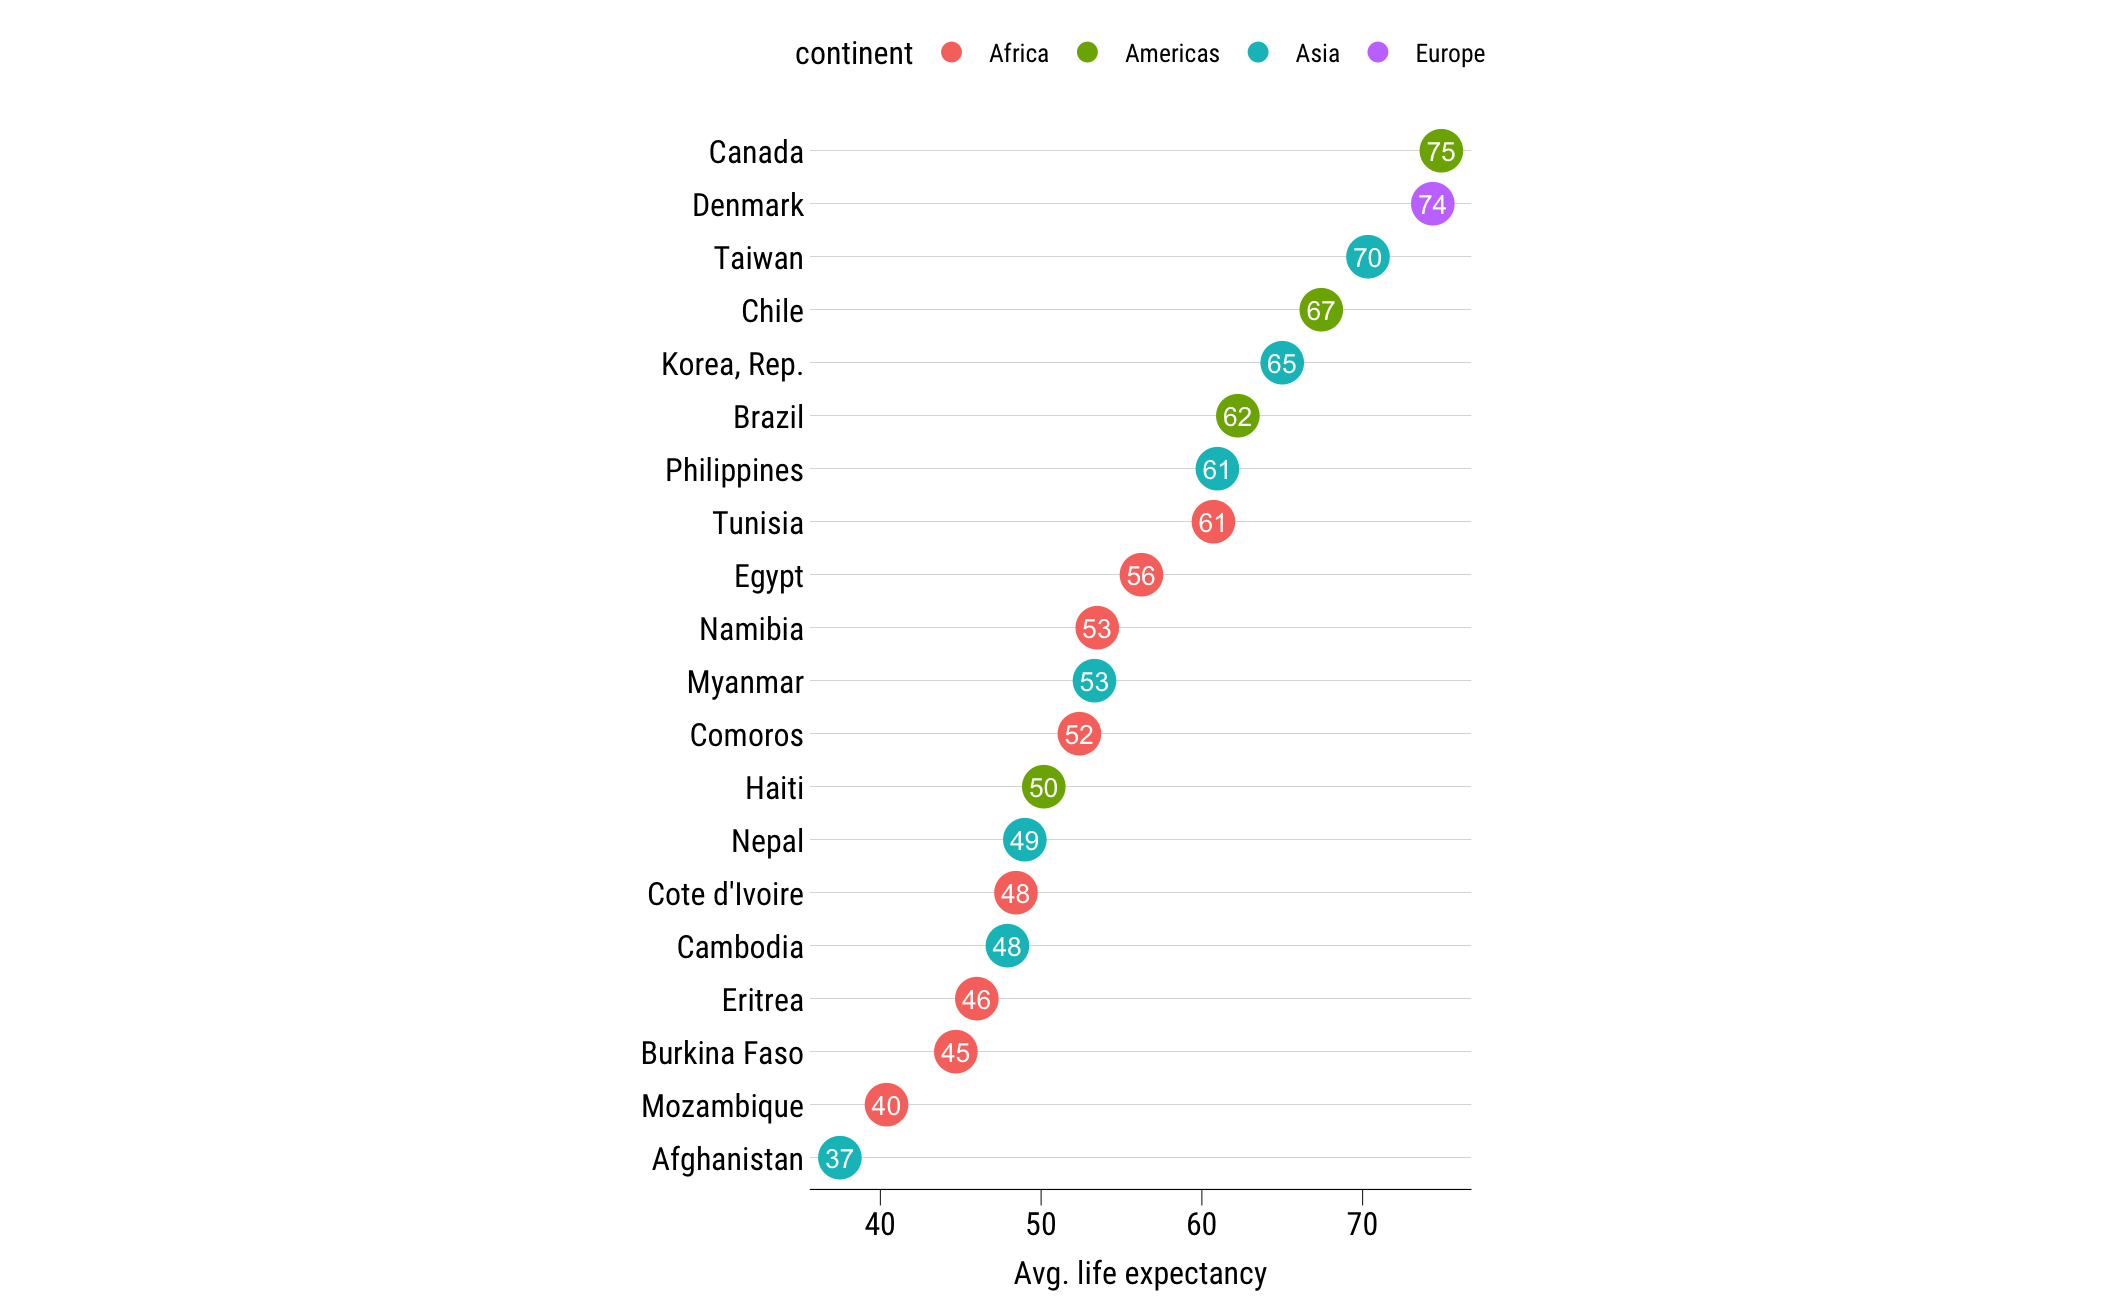 continent Africa Americas Asia Europe
Canada 75
Denmark 74
Taiwan 70
Chile 67
Korea, Rep. 65
Brazil 62
Philippines 61
Tunisia 61
Egypt 56
Namibia 53
Myanmar 53
Comoros 52
Haiti 50
Nepal 49
Cote d'Ivoire 48
Cambodia 48
Eritrea 46
Burkina Faso 45
Mozambique 40
Afghanistan 37
40 50 60 70
Avg. life expectancy